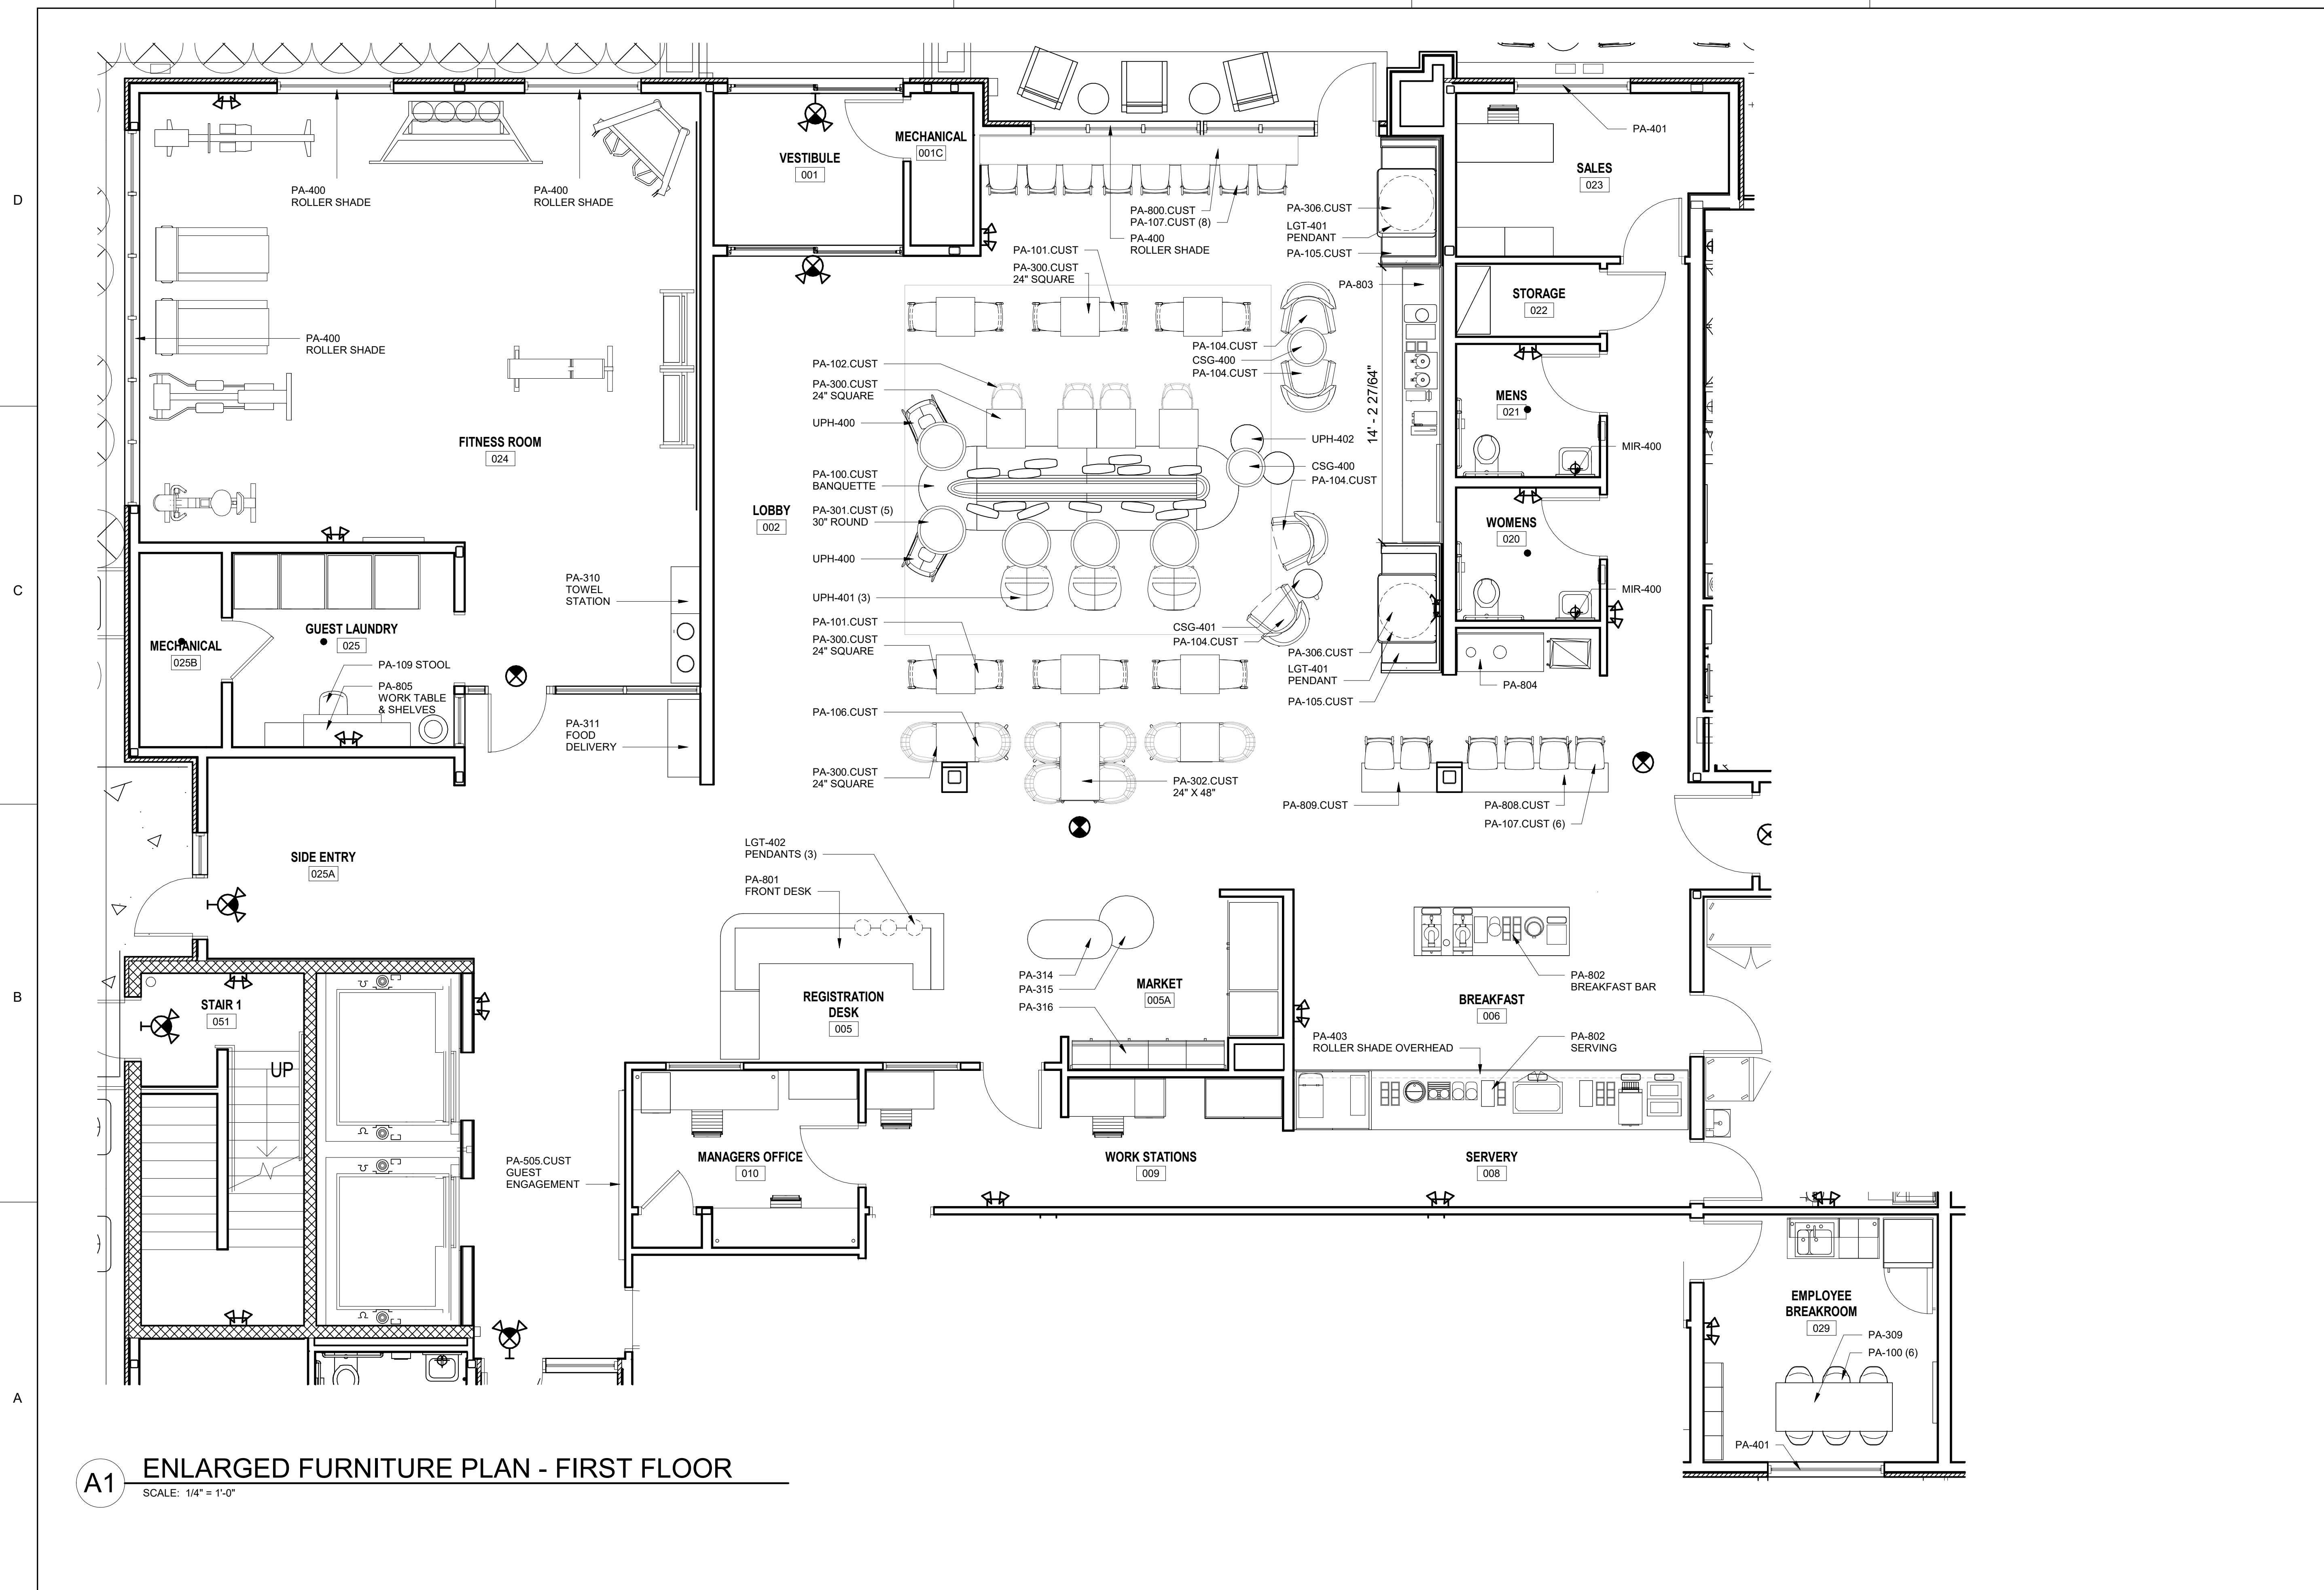 D
C
B
A
PA-400
ROLLER SHADE
PA-400
ROLLER SHADE
PA-400
ROLLER SHADE
FITNESS ROOM
024
VESTIBULE
001
MECHANICAL
001C
PA-800.CUST
PA-107.CUST (8)
PA-400
ROLLER SHADE
PA-101.CUST
PA-300.CUST
24" SQUARE
PA-306.CUST
LGT-401
PENDANT
PA-105.CUST
PA-803
PA-401
SALES
023
STORAGE
022
MENS
021
MIR-400
WOMENS
020
MIR-400
14' - 2 27/64"
PA-104.CUST
CSG-400
PA-104.CUST
PA-102.CUST
PA-300.CUST
24" SQUARE
UPH-400
UPH-402
CSG-400
PA-104.CUST
PA-100.CUST
BANQUETTE
LOBBY
002
PA-301.CUST (5)
30" ROUND
UPH-400
UPH-401 (3)
PA-101.CUST
PA-300.CUST
24" SQUARE
CSG-401
PA-104.CUST
PA-306.CUST
LGT-401
PENDANT
PA-105.CUST
PA-804
PA-106.CUST
PA-300.CUST
24" SQUARE
PA-302.CUST
24" X 48"
PA-809.CUST
PA-808.CUST
PA-107.CUST (6)
PA-310
TOWEL
STATION
MECHANICAL
025B
GUEST LAUNDRY
025
PA-109 STOOL
PA-805
WORK TABLE
& SHELVES
PA-311
FOOD
DELIVERY
SIDE ENTRY
025A
LGT-402
PENDANTS (3)
PA-801
FRONT DESK
REGISTRATION
DESK
005
PA-314
PA-315
PA-316
MARKET
005A
BREAKFAST
006
PA-802
BREAKFAST BAR
PA-403
ROLLER SHADE OVERHEAD
PA-802
SERVING
STAIR 1
051
UP
PA-505.CUST
GUEST
ENGAGEMENT
MANAGERS OFFICE
010
WORK STATIONS
009
SERVERY
008
EMPLOYEE
BREAKROOM
029
PA-309
PA-100 (6)
PA-401
A1
ENLARGED FURNITURE PLAN - FIRST FLOOR
SCALE: 1/4" = 1'-0"